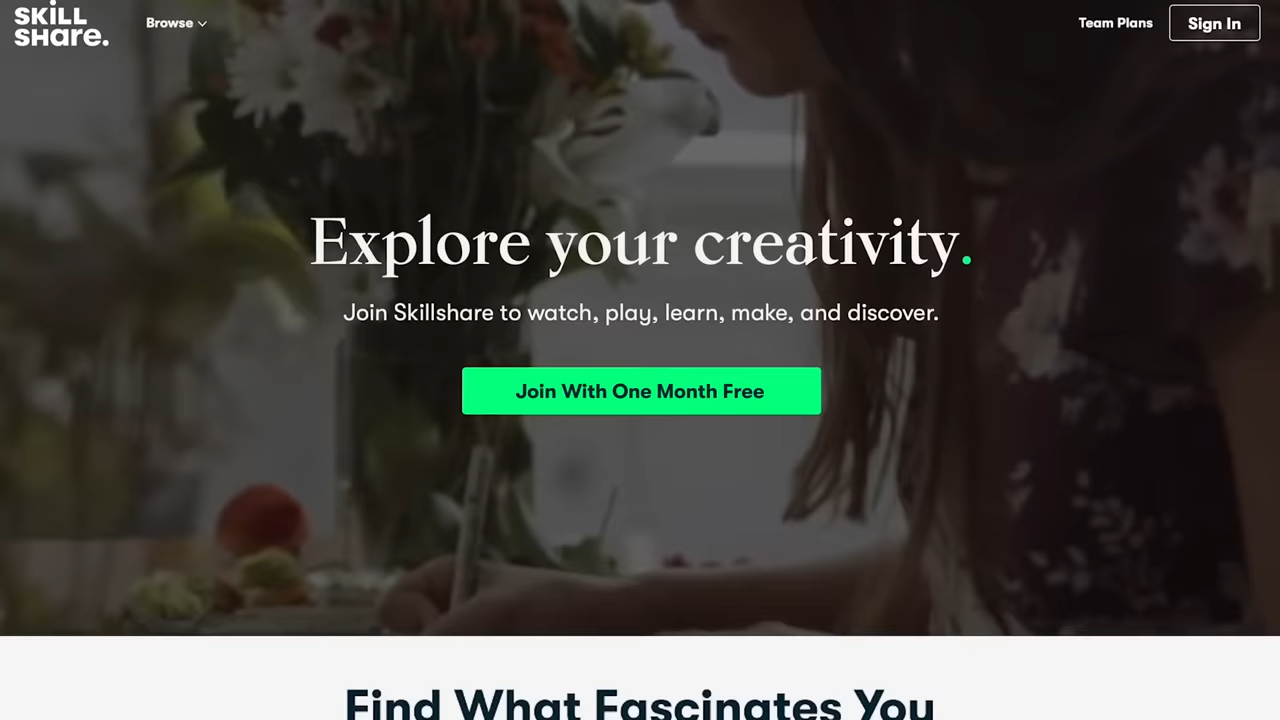 SKILL
SHare.
Browse
Team Plans
Sign In
Explore your creativity.
Join Skillshare to watch, play, learn, make, and discover.
Join With One Month Free
Find What Fascinates You